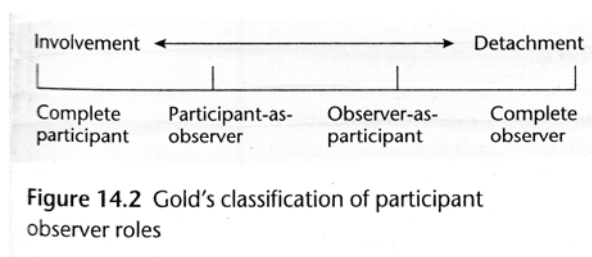 Involvement Detachment
Complete Participant-as- Observer-as- Complete
participant observer participant observer
Figure 14.2 Gold's classification of participant
observer roles